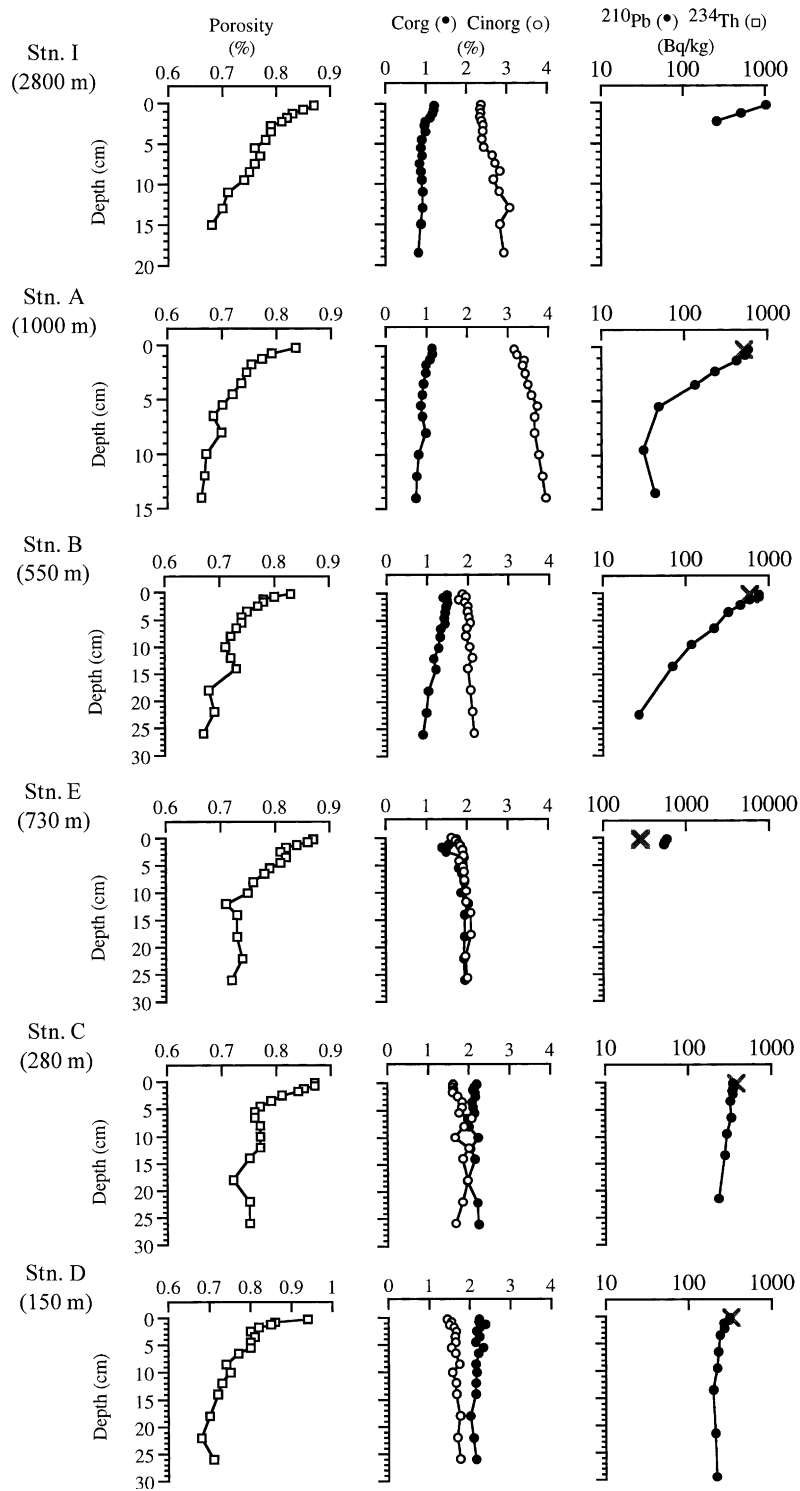 Porosity
(%)
Corg (●) Cinorg (○)
(%)
210Pb (●) 234Th (□)
(Bq/kg)
Stn. I
(2800 m)
0.6 0.7 0.8 0.9
0 1 2 3 4
10 100 1000
Depth (cm)
0
5
10
15
20
Stn. A
(1000 m)
0.6 0.7 0.8 0.9
0 1 2 3 4
10 100 1000
Depth (cm)
0
5
10
15
Stn. B
(550 m)
0.6 0.7 0.8 0.9
0 1 2 3 4
10 100 1000
Depth (cm)
0
5
10
15
20
25
30
Stn. E
(730 m)
0.6 0.7 0.8 0.9
0 1 2 3 4
100 1000 10000
Depth (cm)
0
5
10
15
20
25
30
Stn. C
(280 m)
0.6 0.7 0.8 0.9
0 1 2 3 4
10 100 1000
Depth (cm)
0
5
10
15
20
25
30
Stn. D
(150 m)
0.6 0.7 0.8 0.9 1
0 1 2 3 4
10 100 1000
Depth (cm)
0
5
10
15
20
25
30